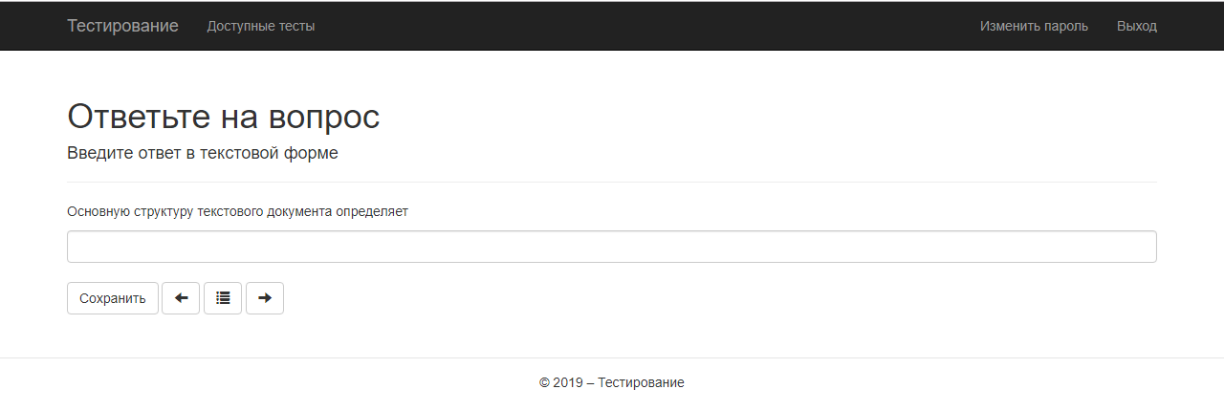 Тестирование Доступные тесты Изменить пароль Выход
Ответьте на вопрос
Введите ответ в текстовой форме
Основную структуру текстового документа определяет
Сохранить
© 2019 – Тестирование